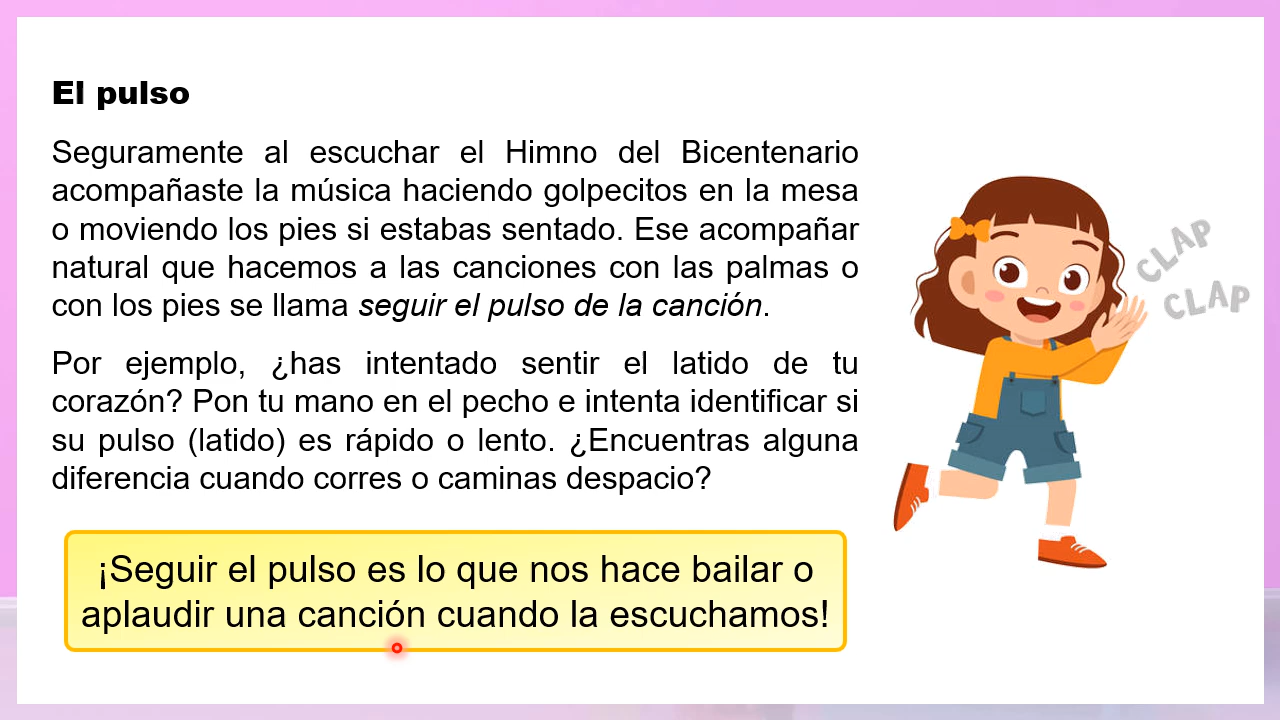 El pulso
Seguramente al escuchar el Himno del Bicentenario
acompañaste la música haciendo golpecitos en la mesa
o moviendo los pies si estabas sentado. Ese acompañar
natural que hacemos a las canciones con las palmas o
con los pies se llama seguir el pulso de la canción.
Por ejemplo, ¿has intentado sentir el latido de tu
corazón? Pon tu mano en el pecho e intenta identificar si
su pulso (latido) es rápido o lento. ¿Encuentras alguna
diferencia cuando corres o caminas despacio?
¡Seguir el pulso es lo que nos hace bailar o
aplaudir una canción cuando la escuchamos!
CLAP
CLAP